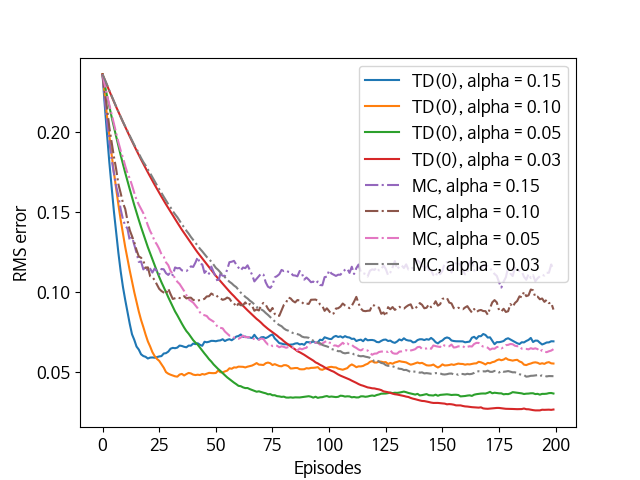 TD(0), alpha = 0.15
TD(0), alpha = 0.10
TD(0), alpha = 0.05
TD(0), alpha = 0.03
MC, alpha = 0.15
MC, alpha = 0.10
MC, alpha = 0.05
MC, alpha = 0.03
RMS error
0.20
0.15
0.10
0.05
0 25 50 75 100 125 150 175 200
Episodes